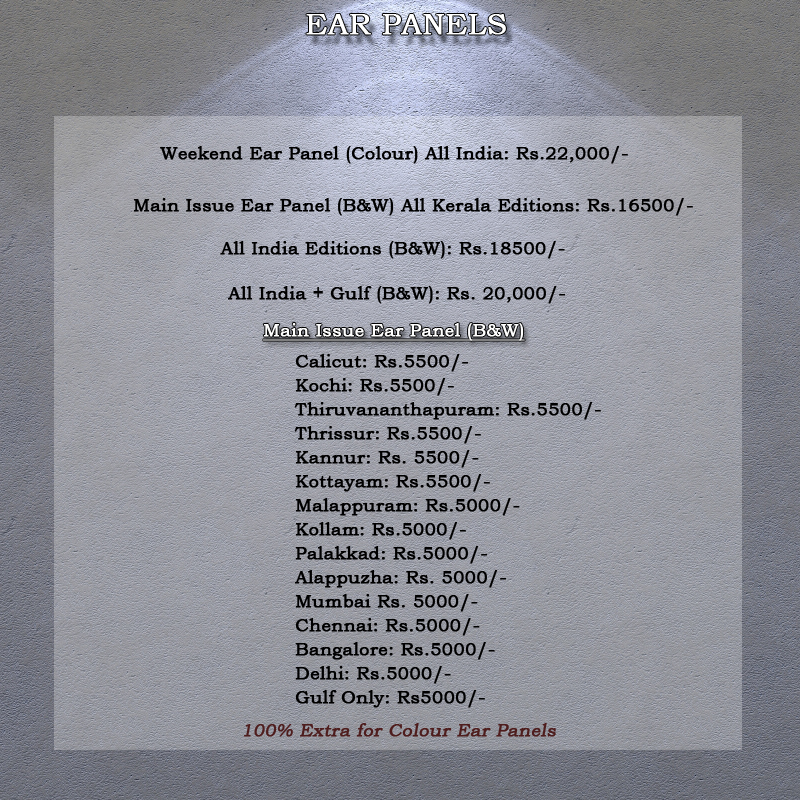 EAR PANELS
Weekend Ear Panel (Colour) All India: Rs.22,000/-
Main Issue Ear Panel (B&W) All Kerala Editions: Rs.16500/-
All India Editions (B&W): Rs.18500/-
All India + Gulf (B&W): Rs. 20,000/-
Main Issue Ear Panel (B&W)
Calicut: Rs.5500/-
Kochi: Rs.5500/-
Thiruvananthapuram: Rs.5500/-
Thrissur: Rs.5500/-
Kannur: Rs. 5500/-
Kottayam: Rs.5500/-
Malappuram: Rs.5000/-
Kollam: Rs.5000/-
Palakkad: Rs.5000/-
Alappuzha: Rs. 5000/-
Mumbai Rs. 5000/-
Chennai: Rs.5000/-
Bangalore: Rs.5000/-
Delhi: Rs.5000/-
Gulf Only: Rs5000/-
100% Extra for Colour Ear Panels